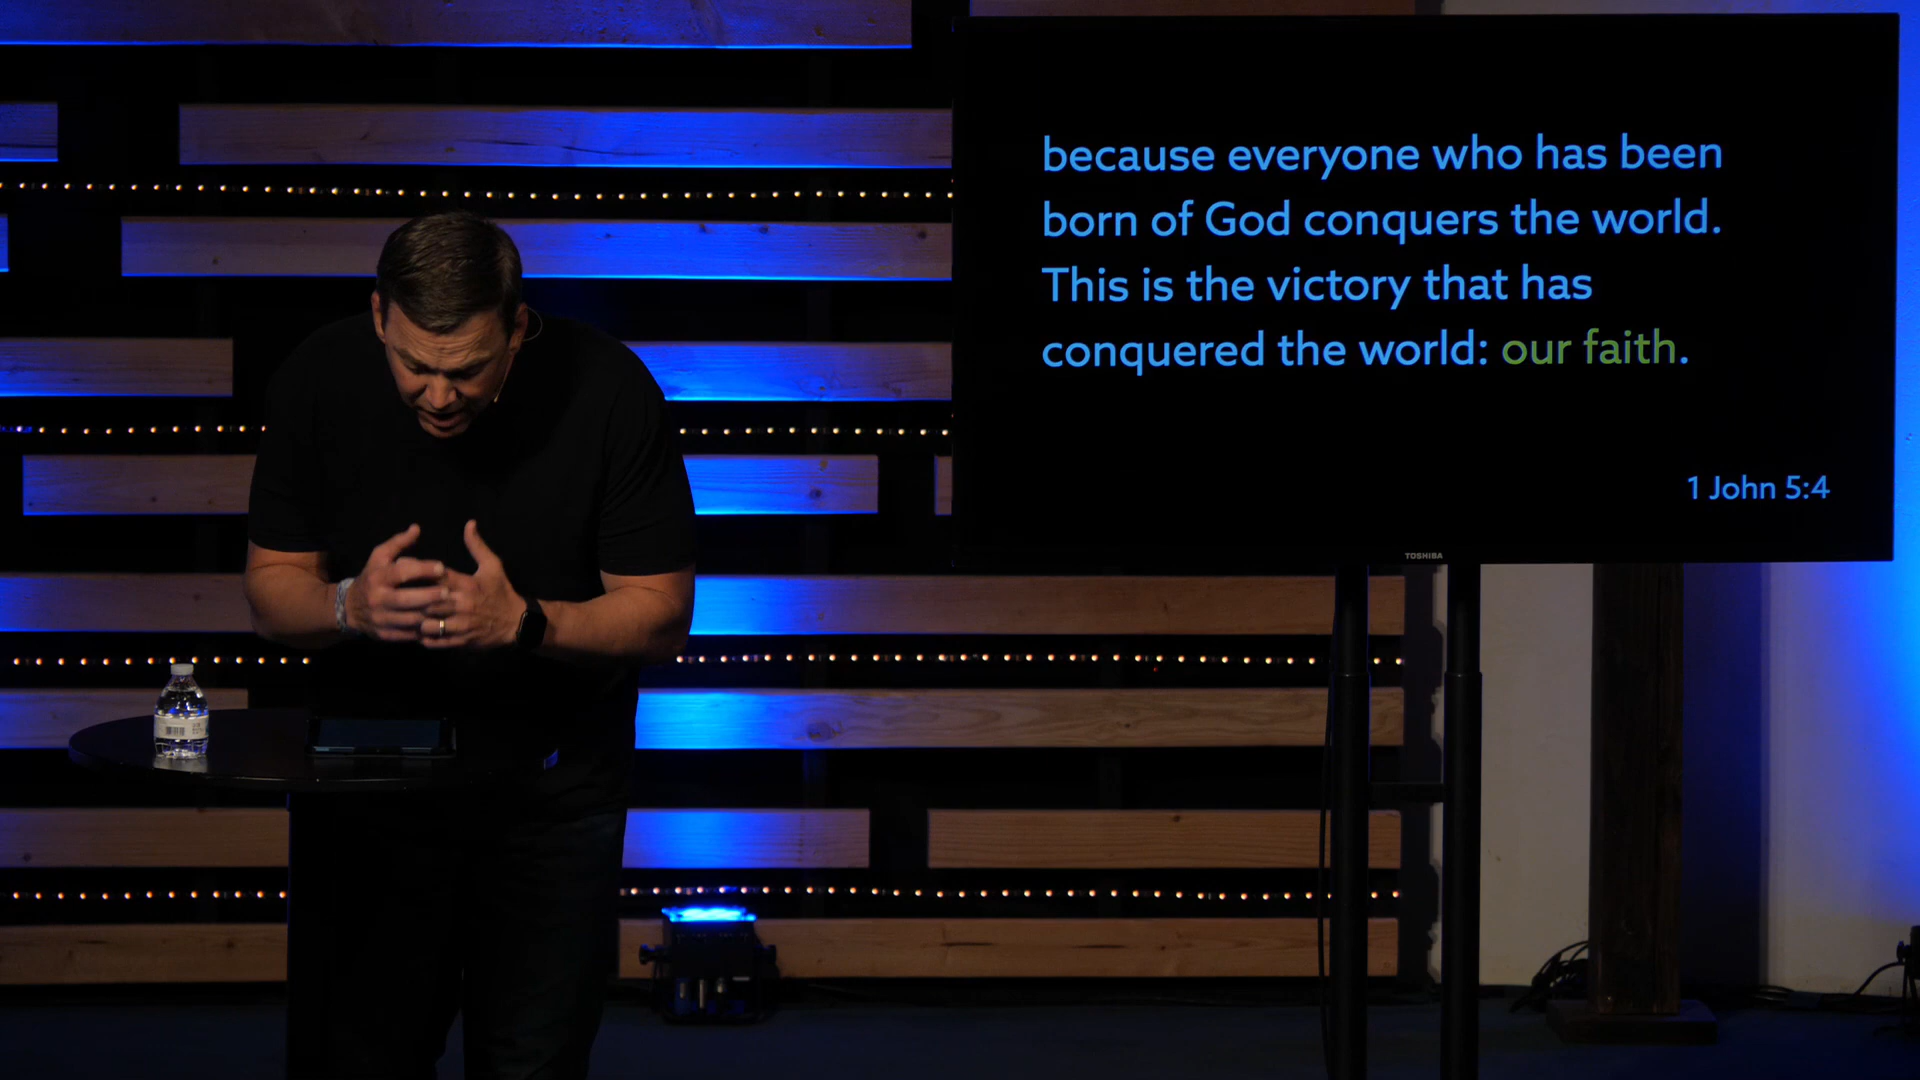 because everyone who has been
born of God conquers the world.
This is the victory that has
conquered the world: our faith.
1 John 5:4
TOSHIBA